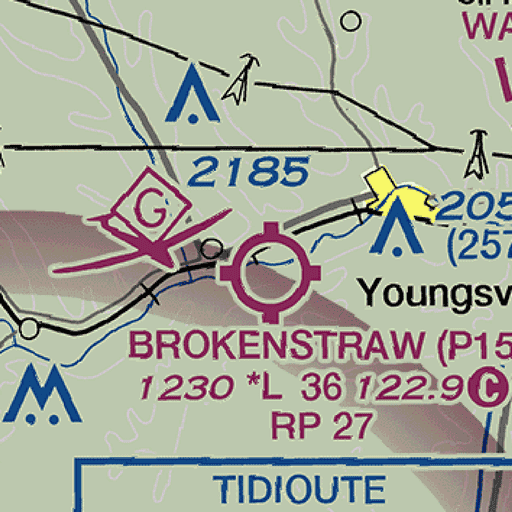 WA
2185
G
205
(257
Youngsv
BROKENSTRAW (P15
1230 *L 36 122.9 C
RP 27
TIDIOUTE